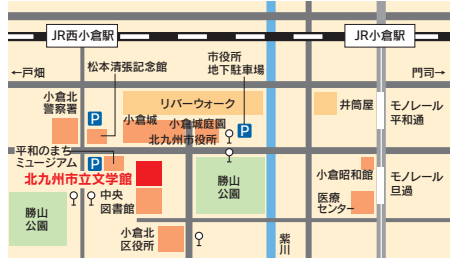 JR西小倉駅
JR小倉駅
←戸畑
松本清張記念館
市役所
地下駐車場
門司→
小倉北
警察署
P
小倉城
リバーウォーク
小倉城庭園
北九州市役所
P
井筒屋
モノレール
平和通
平和のまち
ミュージアム
P
北九州市立文学館
中央
図書館
勝山
公園
勝山
公園
小倉昭和館
医療
センター
モノレール
旦過
小倉北
区役所
紫川